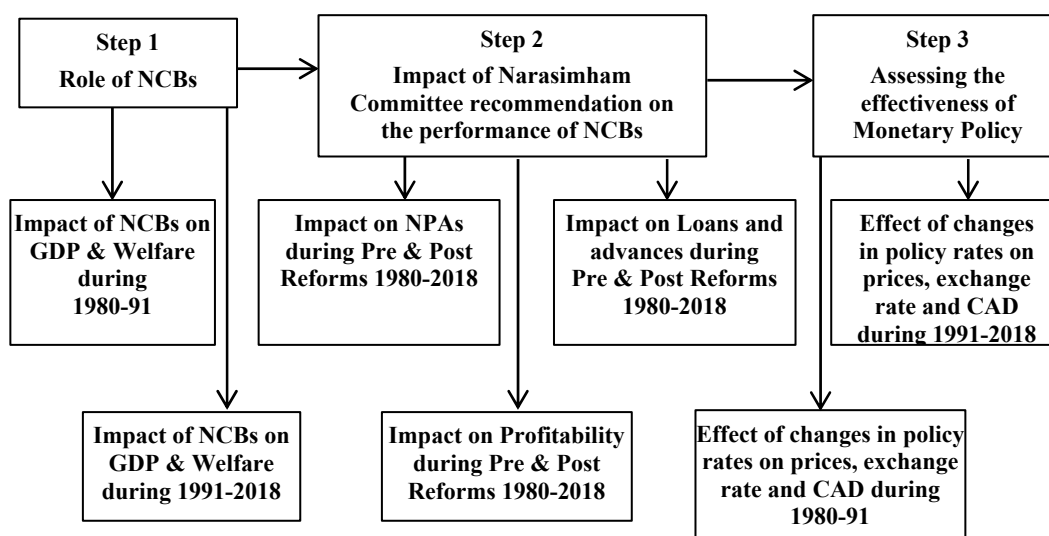 Step 1
Role of NCBs
Step 2
Impact of Narasimham
Committee recommendation on
the performance of NCBs
Step 3
Assessing the
effectiveness of
Monetary Policy
Impact of NCBs on
GDP & Welfare
during
1980-91
Impact on NPAs
during Pre & Post
Reforms 1980-2018
Impact on Loans and
advances during
Pre & Post Reforms
1980-2018
Effect of changes
in policy rates on
prices, exchange
rate and CAD
during 1991-2018
Impact of NCBs on
GDP & Welfare
during 1991-2018
Impact on Profitability
during Pre & Post
Reforms 1980-2018
Effect of changes in policy
rates on prices, exchange
rate and CAD during
1980-91